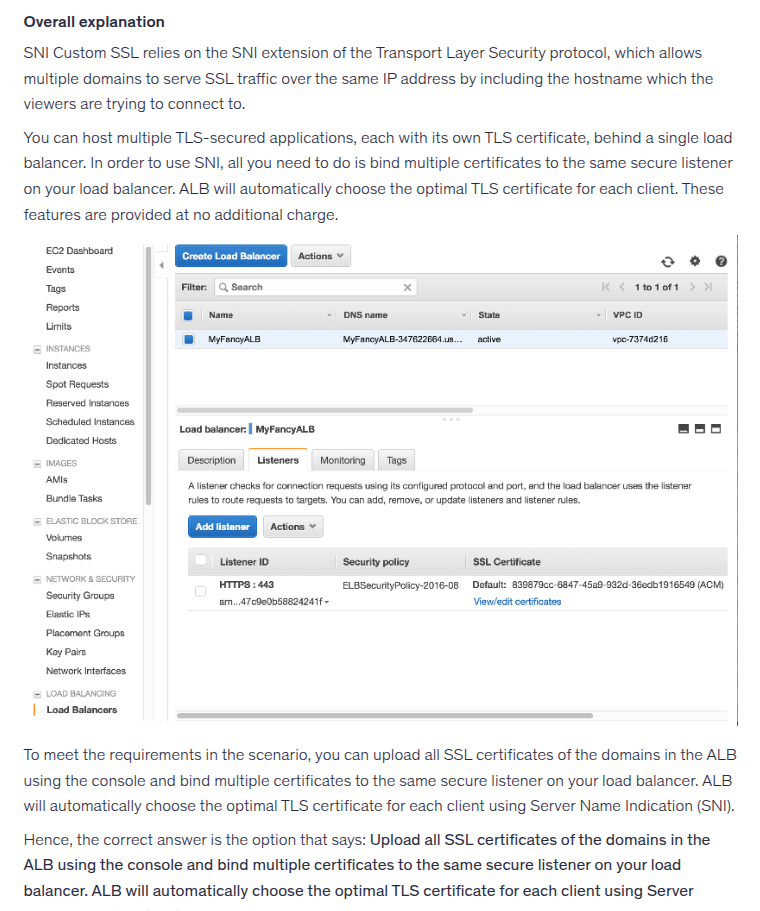 Overall explanation
SNI Custom SSL relies on the SNI extension of the Transport Layer Security protocol, which allows
multiple domains to serve SSL traffic over the same IP address by including the hostname which the
viewers are trying to connect to.
You can host multiple TLS-secured applications, each with its own TLS certificate, behind a single load
balancer. In order to use SNI, all you need to do is bind multiple certificates to the same secure listener
on your load balancer. ALB will automatically choose the optimal TLS certificate for each client. These
features are provided at no additional charge.
EC2 Dashboard
Events
Tags
Reports
Limits
INSTANCES
Instances
Spot Requests
Reserved Instances
Scheduled Instances
Dedicated Hosts
IMAGES
AMIs
Bundle Tasks
ELASTIC BLOCK STORE
Volumes
Snapshots
NETWORK & SECURITY
Security Groups
Elastic IPs
Placement Groups
Key Pairs
Network Interfaces
LOAD BALANCING
Load Balancers
Create Load Balancer Actions
Filter: Search 1 to 1 of 1
Name DNS name State VPC ID
MyFancyALB MyFancyALB-347622664.us... active vpc-7374d216
Load balancer: MyFancyALB
Description Listeners Monitoring Tags
A listener checks for connection requests using its configured protocol and port, and the load balancer uses the listener
rules to route requests to targets. You can add, remove, or update listeners and listener rules.
Add listener Actions
Listener ID Security policy SSL Certificate
HTTPS : 443 ELBSecurityPolicy-2016-08 Default: 839879cc-6847-45a9-932d-36edb1916549 (ACM)
arn...47c9e0b58824241f View/edit certificates
To meet the requirements in the scenario, you can upload all SSL certificates of the domains in the ALB
using the console and bind multiple certificates to the same secure listener on your load balancer. ALB
will automatically choose the optimal TLS certificate for each client using Server Name Indication (SNI).
Hence, the correct answer is the option that says: Upload all SSL certificates of the domains in the
ALB using the console and bind multiple certificates to the same secure listener on your load
balancer. ALB will automatically choose the optimal TLS certificate for each client using Server